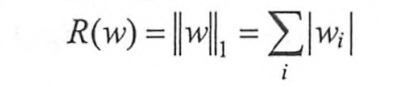 R(w) = ‖w‖₁ = ∑ᵢ|wᵢ|